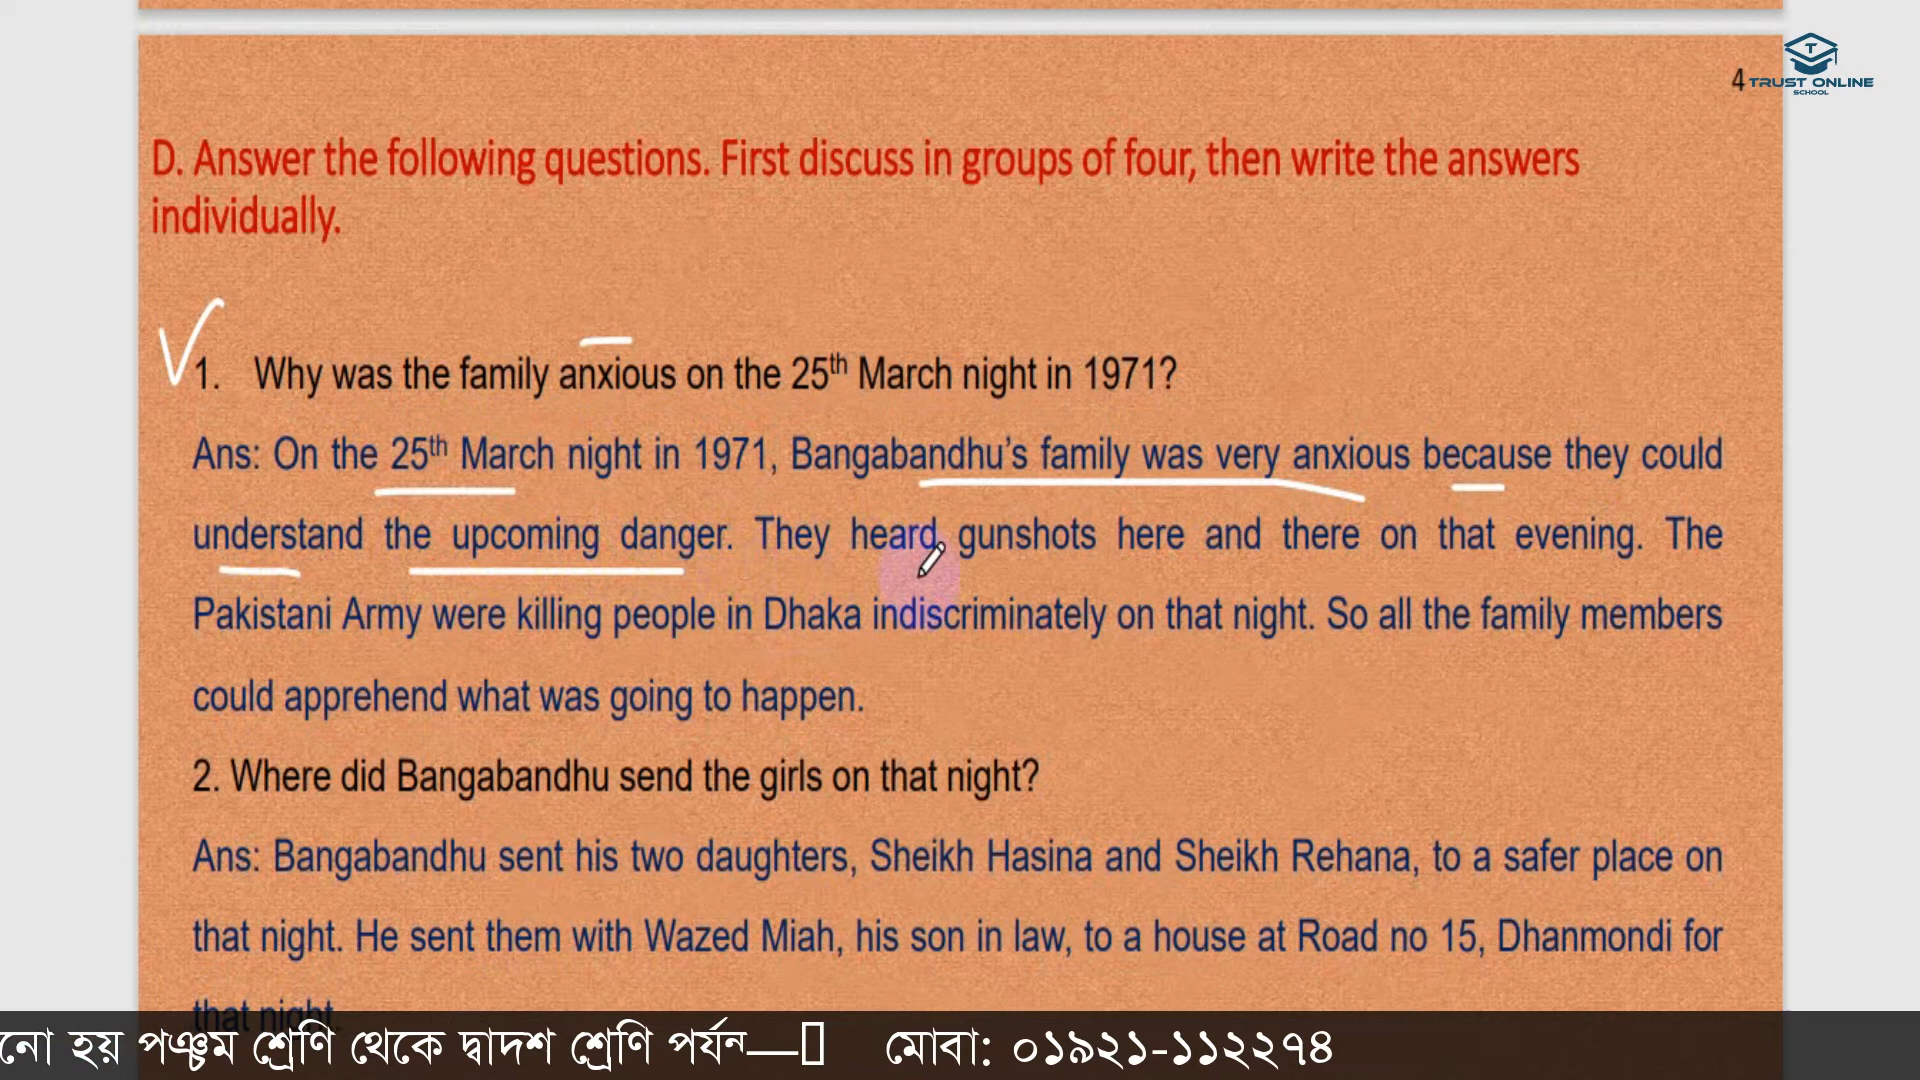 4
TRUST ONLINE
SCHOOL
D. Answer the following questions. First discuss in groups of four, then write the answers
individually.
1. Why was the family anxious on the 25th March night in 1971?
Ans: On the 25th March night in 1971, Bangabandhu's family was very anxious because they could
understand the upcoming danger. They heard gunshots here and there on that evening. The
Pakistani Army were killing people in Dhaka indiscriminately on that night. So all the family members
could apprehend what was going to happen.
2. Where did Bangabandhu send the girls on that night?
Ans: Bangabandhu sent his two daughters, Sheikh Hasina and Sheikh Rehana, to a safer place on
that night. He sent them with Wazed Miah, his son in law, to a house at Road no 15, Dhanmondi for
that night.
নো হয় পঞ্চম শ্রেণি থেকে দ্বাদশ শ্রেণি পর্যন— মোবা: ০১৯২১-১১২২৭৪